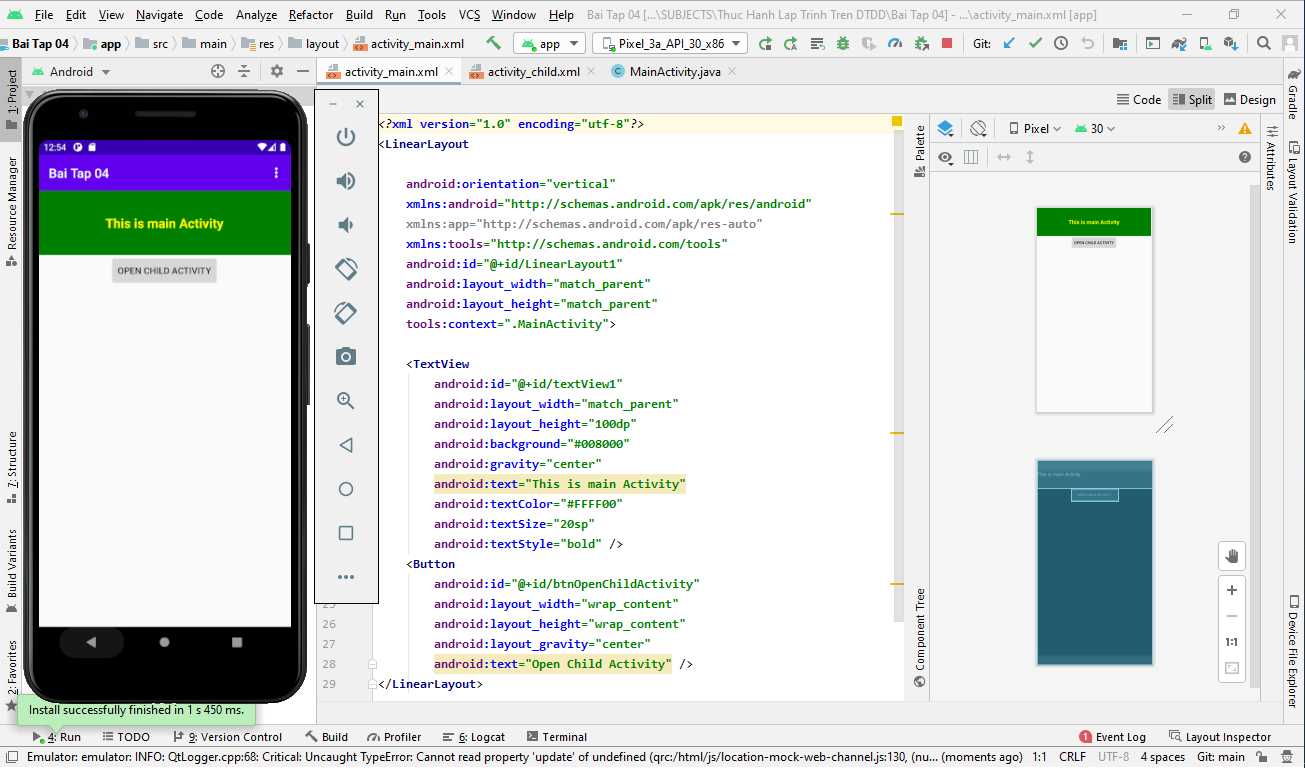 File Edit View Navigate Code Analyze Refactor Build Run Tools VCS Window Help Bai Tap 04 [...\SUBJECTS\Thuc Hanh Lap Trinh Tren DTDD\Bai Tap 04] - ...\activity_main.xml [app]
Bai Tap 04 app src main res layout activity_main.xml app Pixel_3a_API_30_x86 Git:
Android activity_main.xml activity_child.xml MainActivity.java
Code Split Design
1: Project
Resource Manager
7: Structure
Build Variants
2: Favorites
12:54
Bai Tap 04
This is main Activity
OPEN CHILD ACTIVITY
<?xml version="1.0" encoding="utf-8"?>
<LinearLayout
android:orientation="vertical"
xmlns:android="http://schemas.android.com/apk/res/android"
xmlns:app="http://schemas.android.com/apk/res-auto"
xmlns:tools="http://schemas.android.com/tools"
android:id="@+id/LinearLayout1"
android:layout_width="match_parent"
android:layout_height="match_parent"
tools:context=".MainActivity">
<TextView
android:id="@+id/textView1"
android:layout_width="match_parent"
android:layout_height="100dp"
android:background="#008000"
android:gravity="center"
android:text="This is main Activity"
android:textColor="#FFFF00"
android:textSize="20sp"
android:textStyle="bold" />
<Button
android:id="@+id/btnOpenChildActivity"
25 android:layout_width="wrap_content"
26 android:layout_height="wrap_content"
27 android:layout_gravity="center"
28 android:text="Open Child Activity" />
29 </LinearLayout>
Palette
Component Tree
Pixel 30
This is main Activity
OPEN CHILD ACTIVITY
This is main Activity
OPEN CHILD ACTIVITY
1:1
Attributes
Gradle
Layout Validation
Device File Explorer
Install successfully finished in 1 s 450 ms.
4: Run TODO 9: Version Control Build Profiler 6: Logcat Terminal 1 Event Log Layout Inspector
Emulator: emulator: INFO: QtLogger.cpp:68: Critical: Uncaught TypeError: Cannot read property 'update' of undefined (qrc:/html/js/location-mock-web-channel.js:130, (nu... (moments ago) 1:1 CRLF UTF-8 4 spaces Git: main